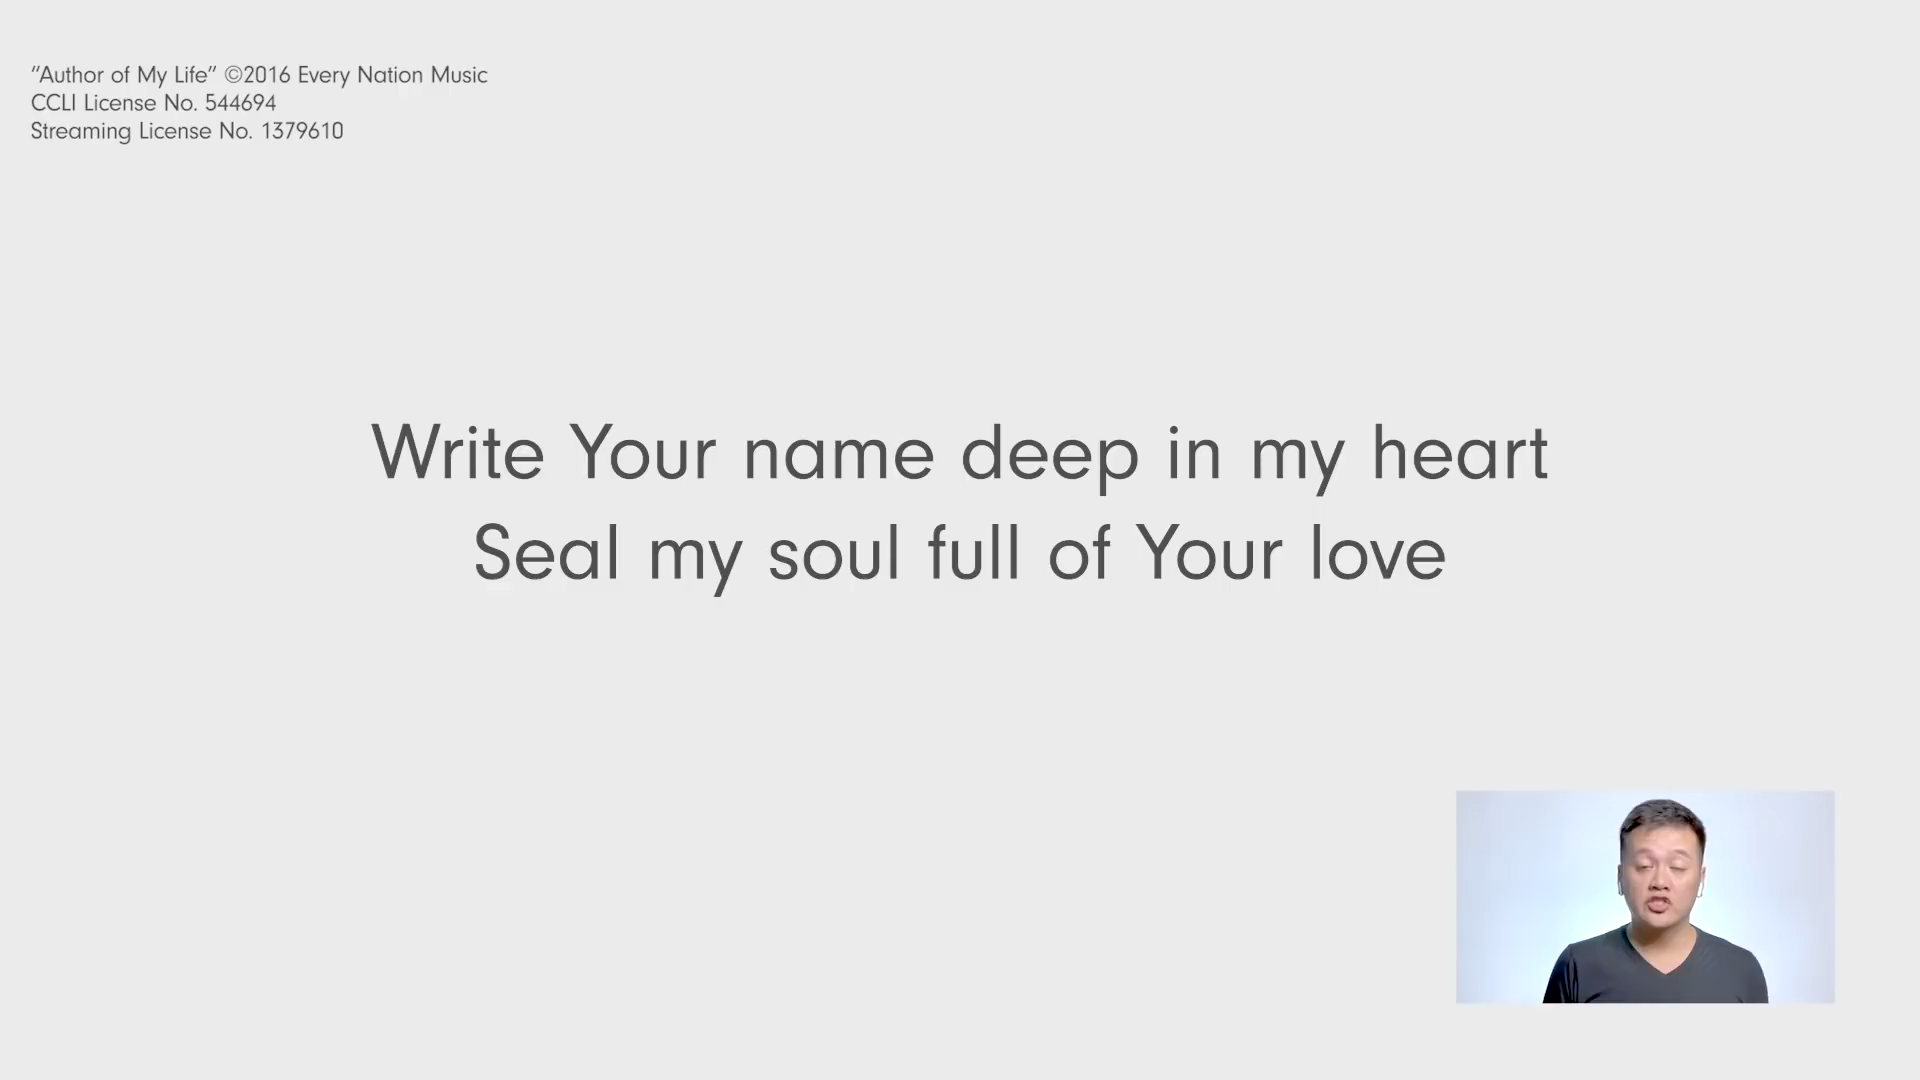 “Author of My Life” ©2016 Every Nation Music
CCLI License No. 544694
Streaming License No. 1379610
Write Your name deep in my heart
Seal my soul full of Your love